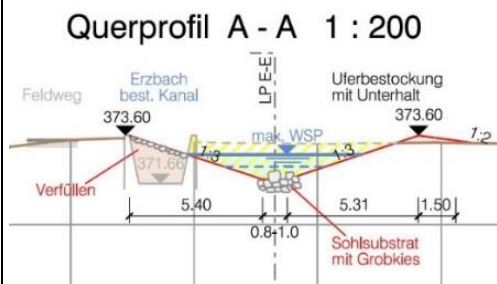 Querprofil A - A 1 : 200
Feldweg
Erzbach
best. Kanal
LP E-E
Uferbestockung
mit Unterhalt
373.60
373.60
max. WSP
1:3
1:3
1:2
371.66
Verfüllen
5.40
5.31
1.50
0.8-1.0
Sohlsubstrat
mit Grobkies